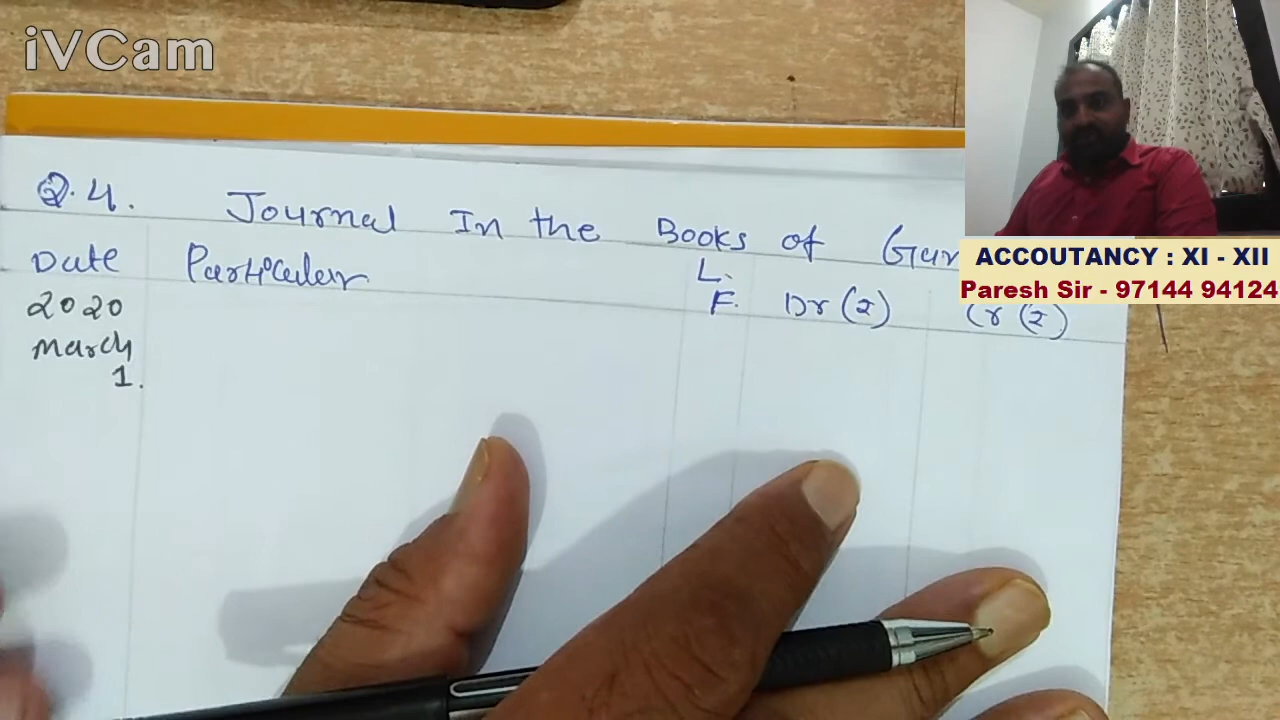 iVCam
Q.4. Journal In the Books of
Date Particular L.F. Dr (₹) Cr (₹)
2020
March
1.
ACCOUTANCY : XI - XII
Paresh Sir - 97144 94124